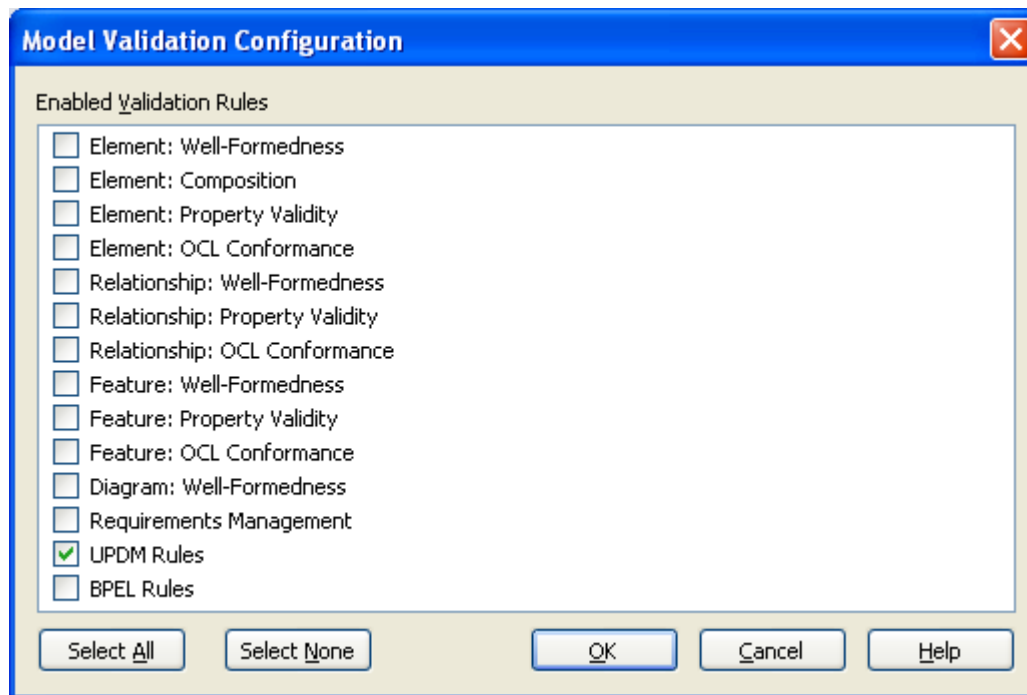 Model Validation Configuration
Enabled Validation Rules
Element: Well-Formedness
Element: Composition
Element: Property Validity
Element: OCL Conformance
Relationship: Well-Formedness
Relationship: Property Validity
Relationship: OCL Conformance
Feature: Well-Formedness
Feature: Property Validity
Feature: OCL Conformance
Diagram: Well-Formedness
Requirements Management
UPDM Rules
BPEL Rules
Select All Select None OK Cancel Help